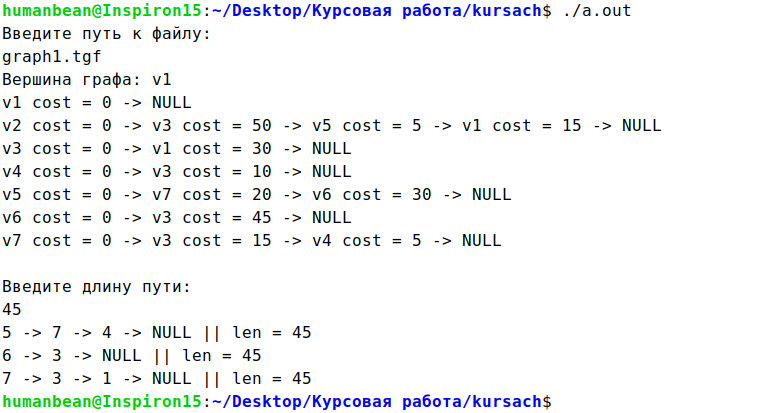 humanbean@Inspiron15:~/Desktop/Курсовая работа/kursach$ ./a.out
Введите путь к файлу:
graph1.tgf
Вершина графа: v1
v1 cost = 0 -> NULL
v2 cost = 0 -> v3 cost = 50 -> v5 cost = 5 -> v1 cost = 15 -> NULL
v3 cost = 0 -> v1 cost = 30 -> NULL
v4 cost = 0 -> v3 cost = 10 -> NULL
v5 cost = 0 -> v7 cost = 20 -> v6 cost = 30 -> NULL
v6 cost = 0 -> v3 cost = 45 -> NULL
v7 cost = 0 -> v3 cost = 15 -> v4 cost = 5 -> NULL
Введите длину пути:
45
5 -> 7 -> 4 -> NULL || len = 45
6 -> 3 -> NULL || len = 45
7 -> 3 -> 1 -> NULL || len = 45
humanbean@Inspiron15:~/Desktop/Курсовая работа/kursach$